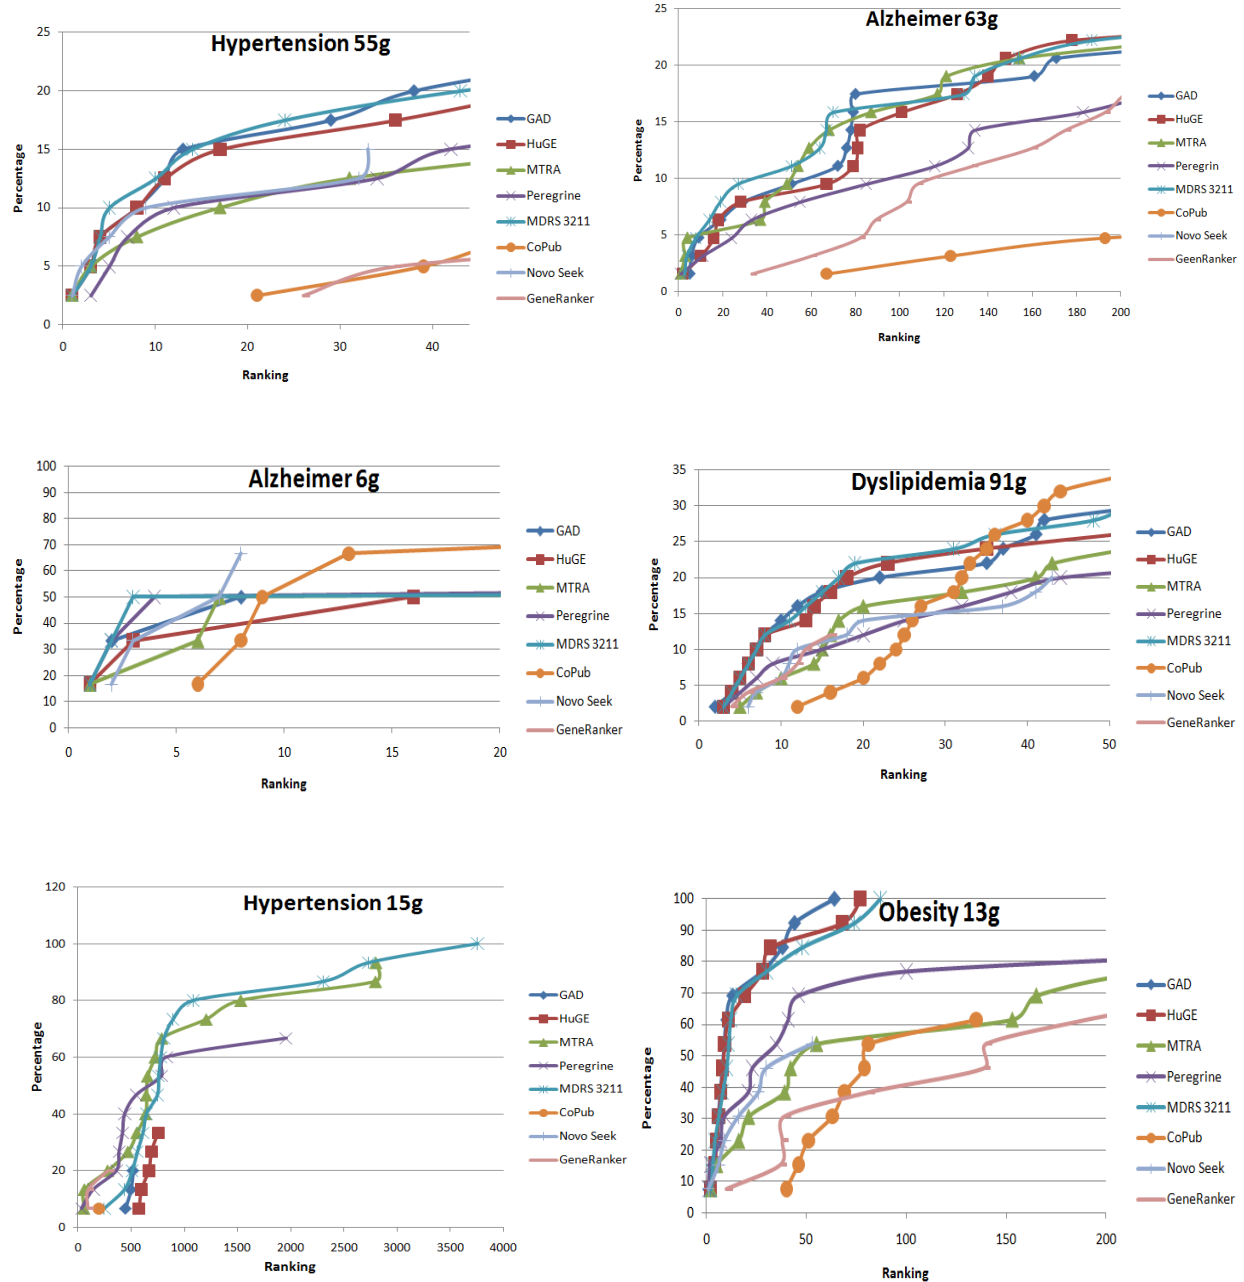 Hypertension 55g
25
20
15
10
5
0
0 10 20 30 40
Percentage
Ranking
GAD
HuGE
MTRA
Peregrine
MDRS 3211
CoPub
Novo Seek
GeneRanker
Alzheimer 63g
25
20
15
10
5
0
0 20 40 60 80 100 120 140 160 180 200
Percentage
Ranking
GAD
HuGE
MTRA
Peregrin
MDRS 3211
CoPub
Novo Seek
GeenRanker
Alzheimer 6g
100
90
80
70
60
50
40
30
20
10
0
0 5 10 15 20
Percentage
Ranking
GAD
HuGE
MTRA
Peregrine
MDRS 3211
CoPub
Novo Seek
GeneRanker
Dyslipidemia 91g
35
30
25
20
15
10
5
0
0 10 20 30 40 50
Percentage
Ranking
GAD
HuGE
MTRA
Peregrine
MDRS 3211
CoPub
Novo Seek
GeneRanker
Hypertension 15g
120
100
80
60
40
20
0
0 500 1000 1500 2000 2500 3000 3500 4000
Percentage
Ranking
GAD
HuGE
MTRA
Peregrine
MDRS 3211
CoPub
Novo Seek
GeneRanker
Obesity 13g
100
90
80
70
60
50
40
30
20
10
0
0 50 100 150 200
Percentage
Ranking
GAD
HuGE
MTRA
Peregrine
MDRS 3211
CoPub
Novo Seek
GeneRanker